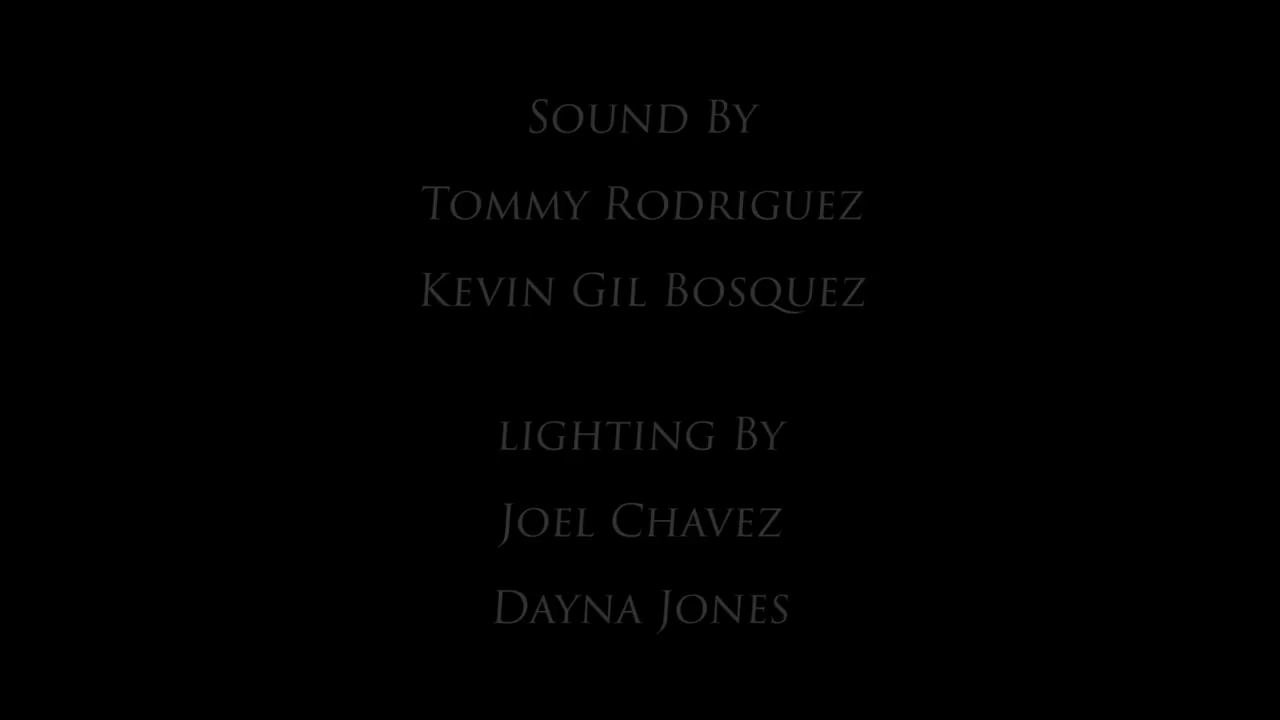 Sound By
Tommy Rodriguez
Kevin Gil Bosquez
lighting By
Joel Chavez
Dayna Jones